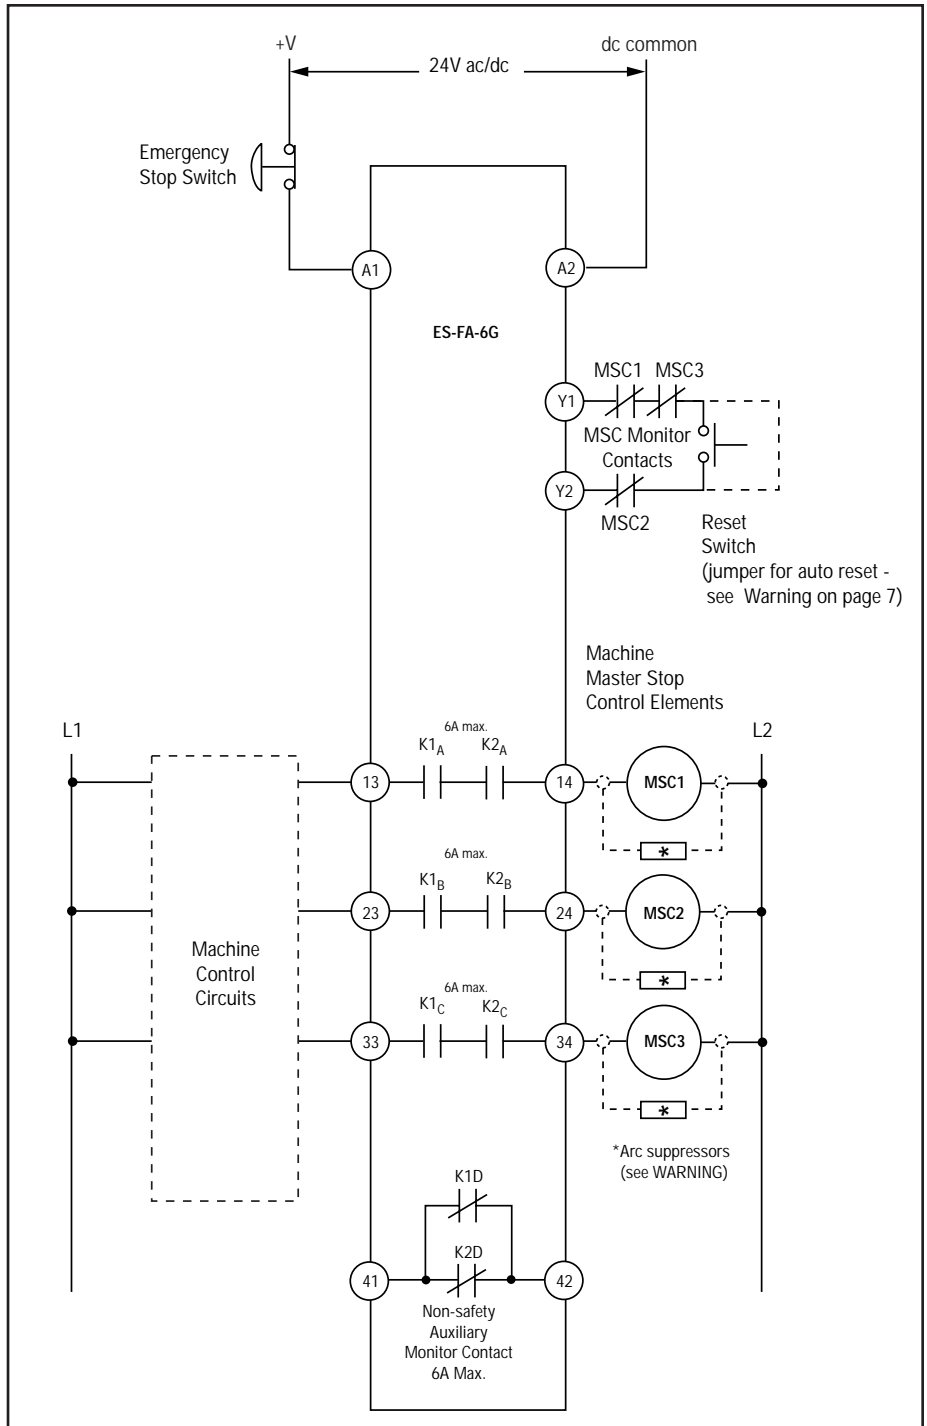 +V
dc common
24V ac/dc
Emergency
Stop Switch
A1
A2
ES-FA-6G
MSC1 MSC3
Y1
MSC Monitor
Contacts
Y2
MSC2
Reset
Switch
(jumper for auto reset -
see Warning on page 7)
Machine
Master Stop
Control Elements
L1
L2
6A max.
K1A K2A
13
14
MSC1
*
6A max.
K1B K2B
23
24
MSC2
*
Machine
Control
Circuits
6A max.
K1C K2C
33
34
MSC3
*
*Arc suppressors
(see WARNING)
K1D
K2D
41
42
Non-safety
Auxiliary
Monitor Contact
6A Max.